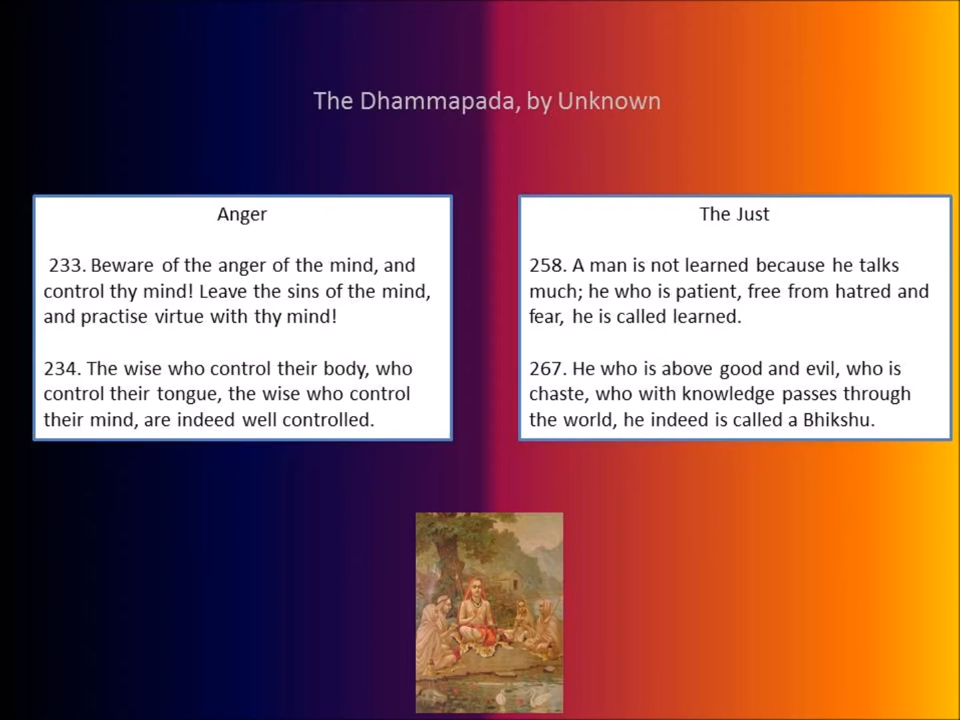 The Dhammapada, by Unknown
Anger
233. Beware of the anger of the mind, and
control thy mind! Leave the sins of the mind,
and practise virtue with thy mind!
234. The wise who control their body, who
control their tongue, the wise who control
their mind, are indeed well controlled.
The Just
258. A man is not learned because he talks
much; he who is patient, free from hatred and
fear, he is called learned.
267. He who is above good and evil, who is
chaste, who with knowledge passes through
the world, he indeed is called a Bhikshu.